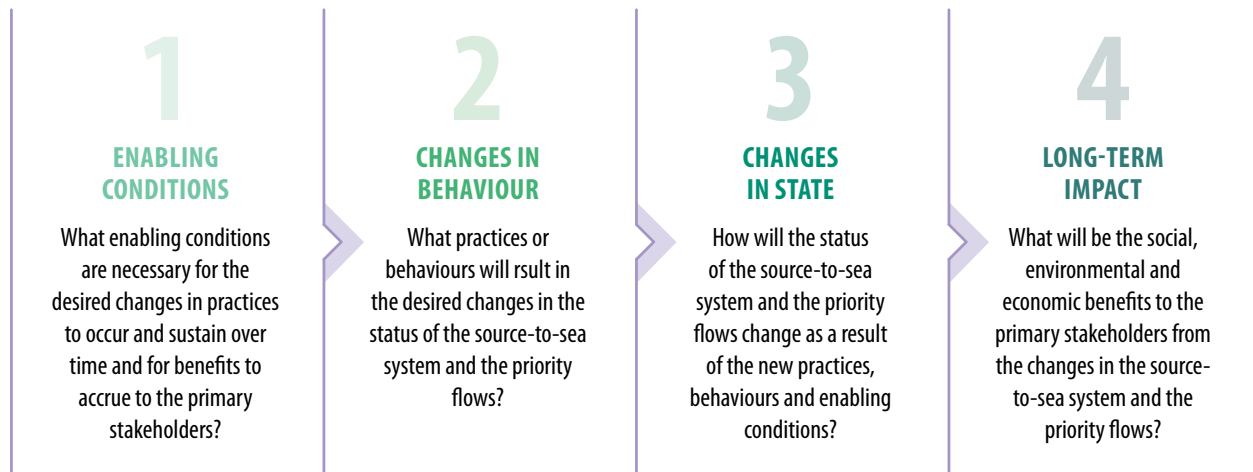 1
ENABLING
CONDITIONS
What enabling conditions
are necessary for the
desired changes in practices
to occur and sustain over
time and for benefits to
accrue to the primary
stakeholders?
2
CHANGES IN
BEHAVIOUR
What practices or
behaviours will rsult in
the desired changes in the
status of the source-to-sea
system and the priority
flows?
3
CHANGES
IN STATE
How will the status
of the source-to-sea
system and the priority
flows change as a result
of the new practices,
behaviours and enabling
conditions?
4
LONG-TERM
IMPACT
What will be the social,
environmental and
economic benefits to the
primary stakeholders from
the changes in the source-
to-sea system and the
priority flows?